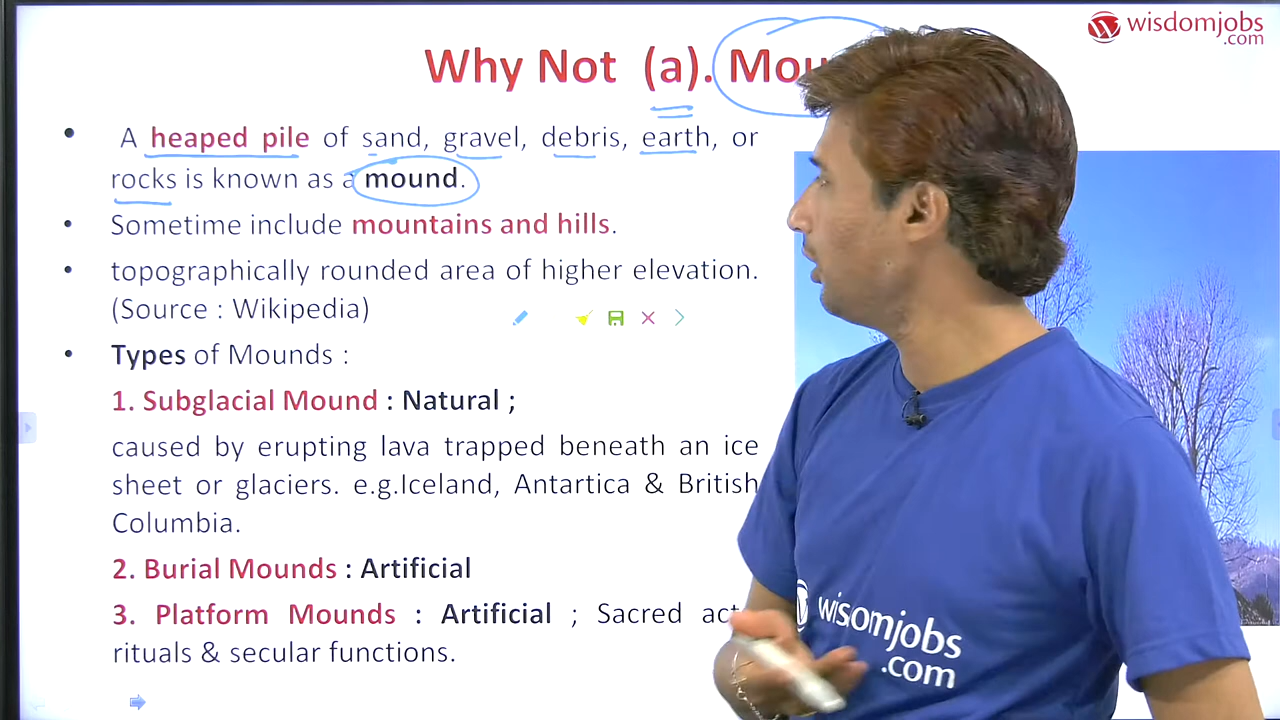 wisdomjobs
.com
Why Not (a).
A heaped pile of sand, gravel, debris, earth, or
rocks is known as a mound.
Sometime include mountains and hills.
topographically rounded area of higher elevation.
(Source : Wikipedia)
Types of Mounds :
1. Subglacial Mound : Natural ;
caused by erupting lava trapped beneath an ice
sheet or glaciers. e.g.Iceland, Antartica & British
Columbia.
2. Burial Mounds : Artificial
3. Platform Mounds : Artificial ; Sacred
rituals & secular functions.
wisomjobs
.com